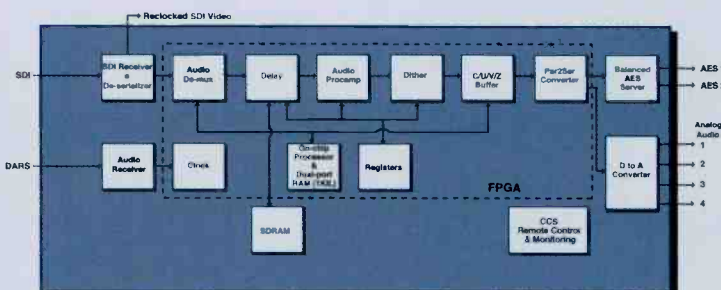 Reclocked SDI Video
SDI
SDI Receiver
&
De-serializer
Audio
De-mux
Delay
Audio
Procamp
Dither
C/U/V/Z
Buffer
Par2Ser
Converter
Balanced
AES
Server
AES
AES
Analog
Audio
1
2
3
4
D to A
Converter
DARS
Audio
Receiver
Clock
On-chip
Processor
&
Dual-port
RAM
Registers
FPGA
SDRAM
CCS
Remote Control
& Monitoring